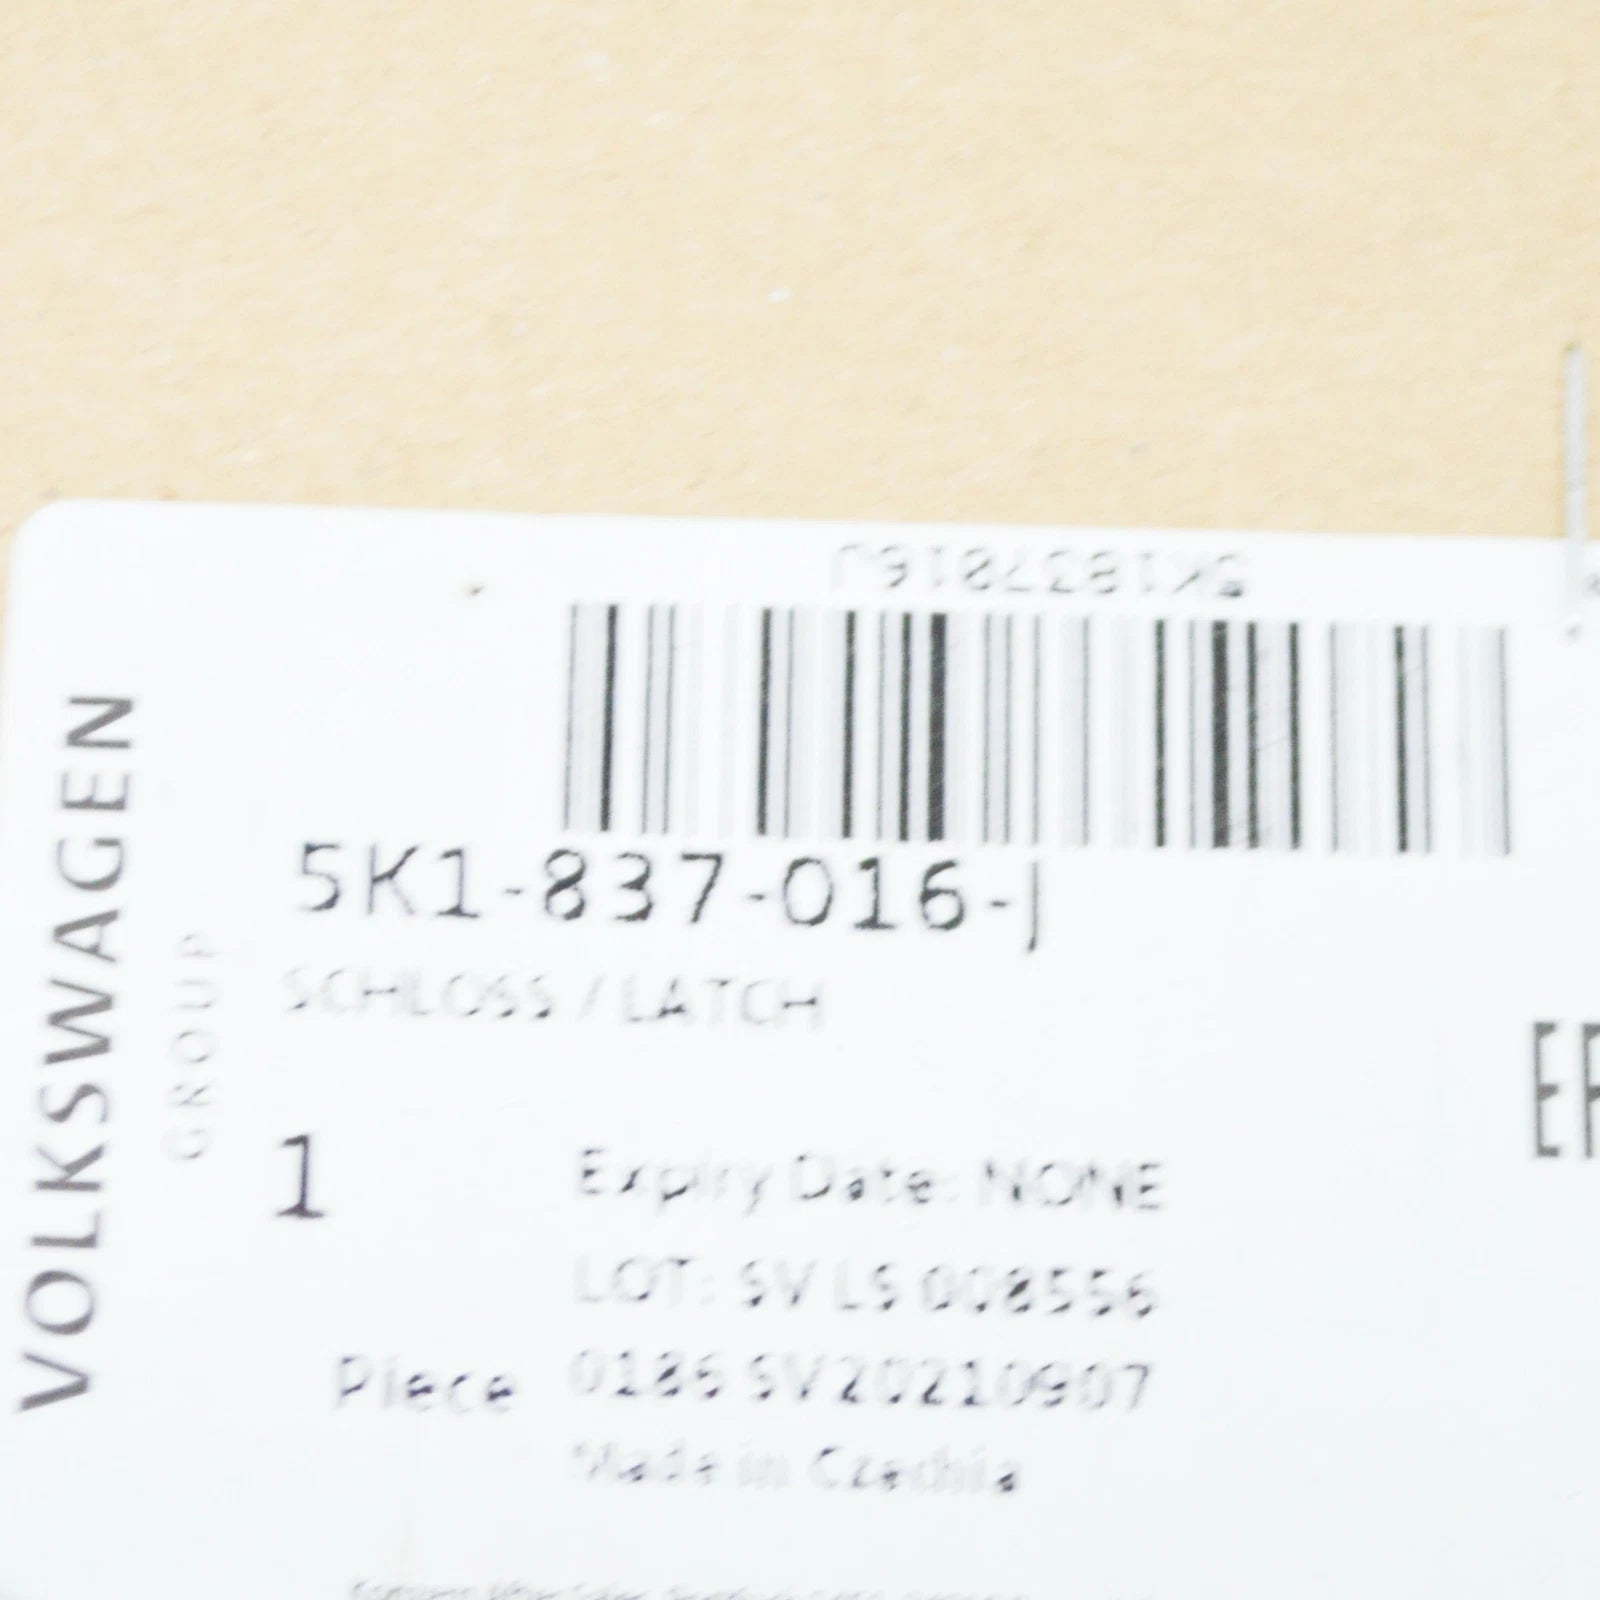 5K1837016J
5K1-837-016-J
SCHLOSS / LATCH
VOLKSWAGEN
GROUP
1
Expiry Date: NONE
LOT: SV LS 008556
Piece 0186 SV20210907
Made in Czechia